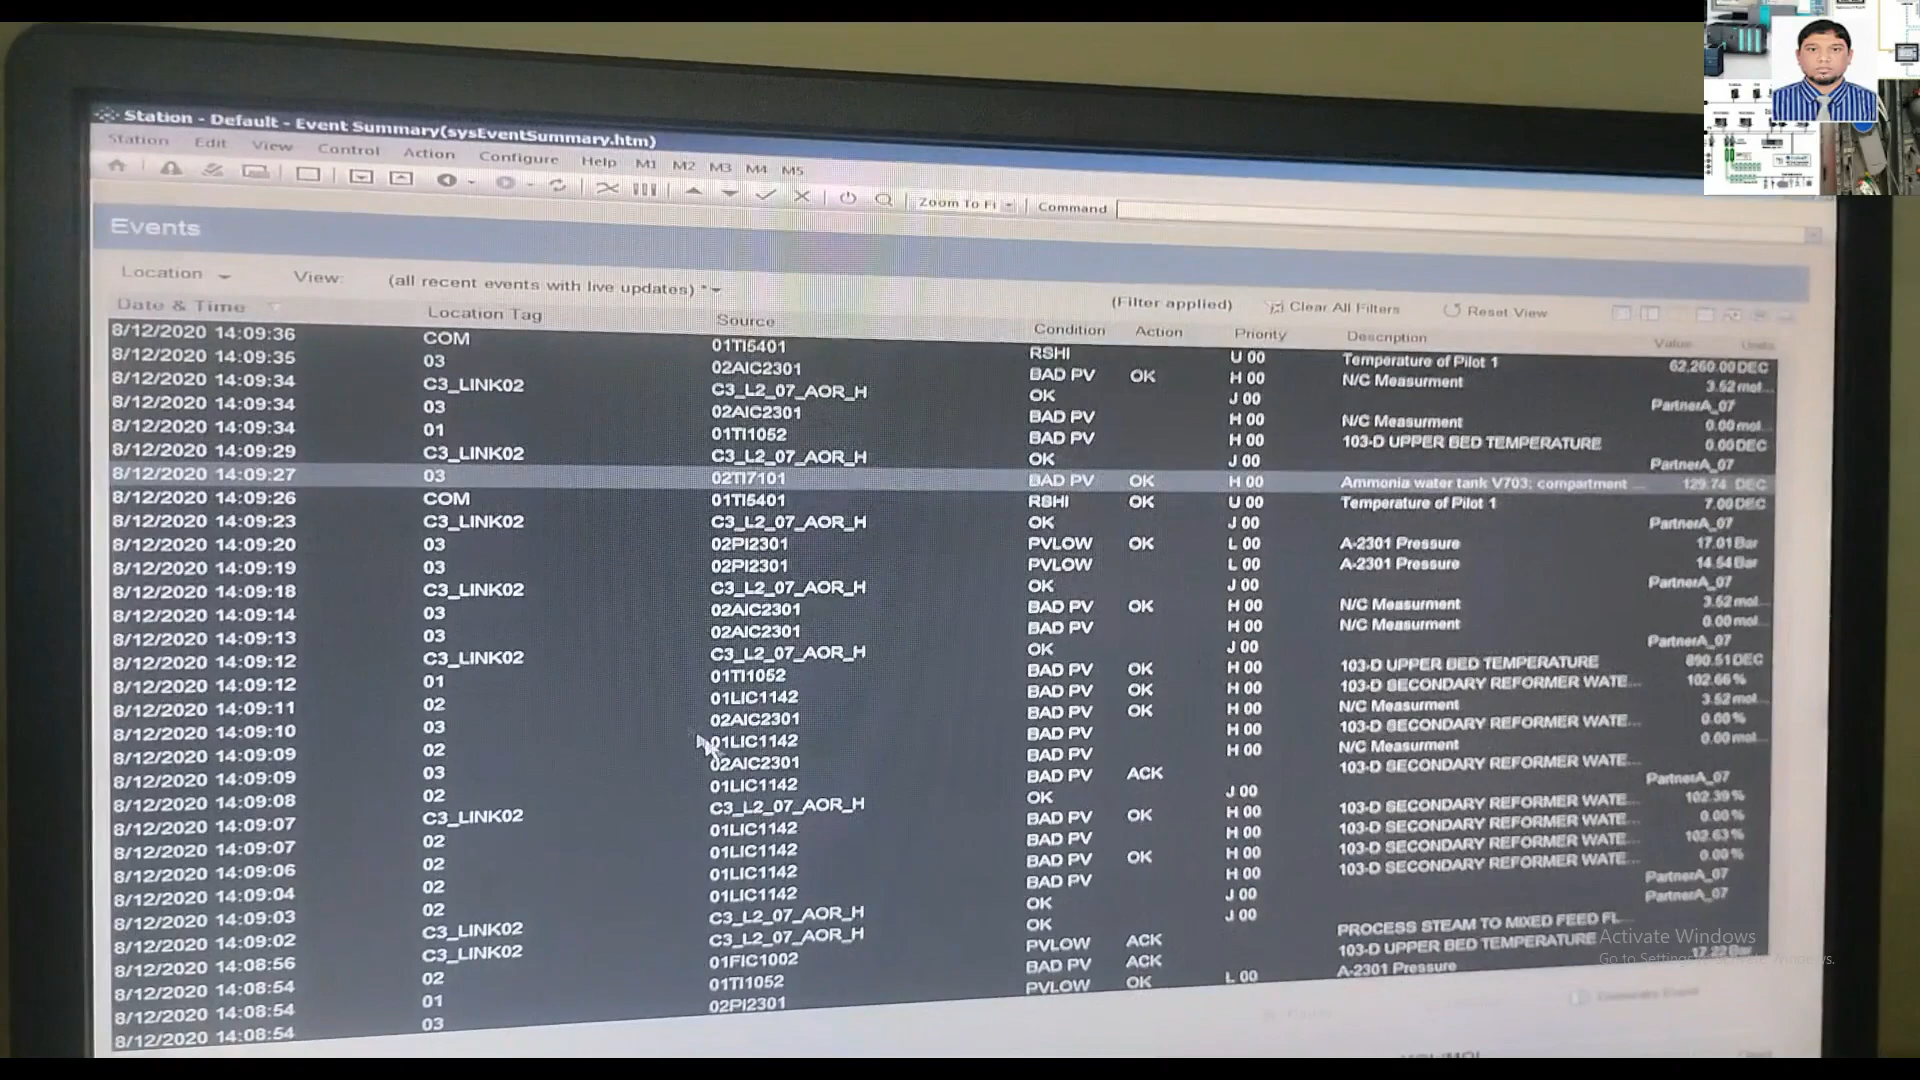 Station - Default - Event Summary(sysEventSummary.htm)
Station Edit View Control Action Configure Help M1 M2 M3 M4 M5
Zoom To Fi Command
Events
Location View: (all recent events with live updates) * (Filter applied) Clear All Filters Reset View
Date & Time Location Tag Source Condition Action Priority Description Value Units
8/12/2020 14:09:36 COM 01TI5401 RSHI U 00 Temperature of Pilot 1 62,260.00 DEC
8/12/2020 14:09:35 03 02AIC2301 BAD PV OK H 00 N/C Measurment 3.52 mol...
8/12/2020 14:09:34 C3_LINK02 C3_L2_07_AOR_H OK J 00 PartnerA_07
8/12/2020 14:09:34 03 02AIC2301 BAD PV H 00 N/C Measurment 0.00 mol...
8/12/2020 14:09:34 01 01TI1052 BAD PV H 00 103-D UPPER BED TEMPERATURE 0.00 DEC
8/12/2020 14:09:29 C3_LINK02 C3_L2_07_AOR_H OK J 00 PartnerA_07
8/12/2020 14:09:27 03 02TI7101 BAD PV OK H 00 Ammonia water tank V703; compartment ... 129.74 DEC
8/12/2020 14:09:26 COM 01TI5401 RSHI OK U 00 Temperature of Pilot 1 7.00 DEC
8/12/2020 14:09:23 C3_LINK02 C3_L2_07_AOR_H OK J 00 PartnerA_07
8/12/2020 14:09:20 03 02PI2301 PVLOW OK L 00 A-2301 Pressure 17.01 Bar
8/12/2020 14:09:19 03 02PI2301 PVLOW L 00 A-2301 Pressure 14.54 Bar
8/12/2020 14:09:18 C3_LINK02 C3_L2_07_AOR_H OK J 00 PartnerA_07
8/12/2020 14:09:14 03 02AIC2301 BAD PV OK H 00 N/C Measurment 3.52 mol...
8/12/2020 14:09:13 03 02AIC2301 BAD PV H 00 N/C Measurment 0.00 mol...
8/12/2020 14:09:12 C3_LINK02 C3_L2_07_AOR_H OK J 00 PartnerA_07
8/12/2020 14:09:12 01 01TI1052 BAD PV OK H 00 103-D UPPER BED TEMPERATURE 890.51 DEC
8/12/2020 14:09:11 02 01LIC1142 BAD PV OK H 00 103-D SECONDARY REFORMER WATE... 102.66 %
8/12/2020 14:09:10 03 02AIC2301 BAD PV OK H 00 N/C Measurment 3.52 mol...
8/12/2020 14:09:09 02 01LIC1142 BAD PV H 00 103-D SECONDARY REFORMER WATE... 0.00 %
8/12/2020 14:09:09 03 02AIC2301 BAD PV H 00 N/C Measurment 0.00 mol...
8/12/2020 14:09:08 02 01LIC1142 BAD PV ACK 103-D SECONDARY REFORMER WATE...
8/12/2020 14:09:07 C3_LINK02 C3_L2_07_AOR_H OK J 00 PartnerA_07
8/12/2020 14:09:07 02 01LIC1142 BAD PV OK H 00 103-D SECONDARY REFORMER WATE... 102.39 %
8/12/2020 14:09:06 02 01LIC1142 BAD PV H 00 103-D SECONDARY REFORMER WATE... 0.00 %
8/12/2020 14:09:04 02 01LIC1142 BAD PV OK H 00 103-D SECONDARY REFORMER WATE... 102.63 %
8/12/2020 14:09:03 02 01LIC1142 BAD PV H 00 103-D SECONDARY REFORMER WATE... 0.00 %
8/12/2020 14:09:02 C3_LINK02 C3_L2_07_AOR_H OK J 00 PartnerA_07
8/12/2020 14:08:56 C3_LINK02 C3_L2_07_AOR_H OK J 00 PartnerA_07
8/12/2020 14:08:54 02 01FIC1002 PVLOW ACK PROCESS STEAM TO MIXED FEED FL...
8/12/2020 14:08:54 01 01TI1052 BAD PV ACK 103-D UPPER BED TEMPERATURE
8/12/2020 14:08:54 03 02PI2301 PVLOW OK L 00 A-2301 Pressure 17.22 Bar
Activate Windows
Go to Settings to activate Windows.